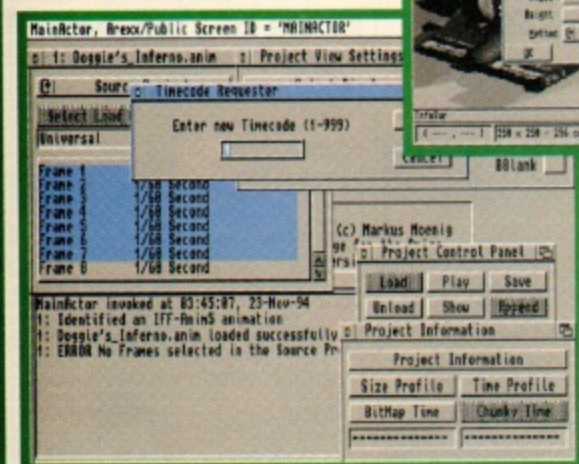 MainActor, Arexx/Public Screen ID = 'MAINACTOR'
1: Doggie's_Inferno.anim
Project View Settings
Timecode Requester
Select Load
Universal
Enter new Timecode (1-999)
Cancel
Frame 1
Frame 2 1/60 Second
Frame 3 1/60 Second
Frame 4 1/60 Second
Frame 5 1/60 Second
Frame 6 1/60 Second
Frame 7 1/60 Second
Frame 8 1/60 Second
BBlank
(c) Markus Moenig
Project Control Panel
Load Play Save
Unload Show Append
MainActor invoked at 03:45:07, 23-Nov-94
1: Identified an IFF-Anim5 animation
1: Doggie's_Inferno.anim loaded successfully
1: ERROR No Frames selected in the Source Pr
Project Information
Project Information
Size Profile Time Profile
BitMap Time Chunky Time
Height